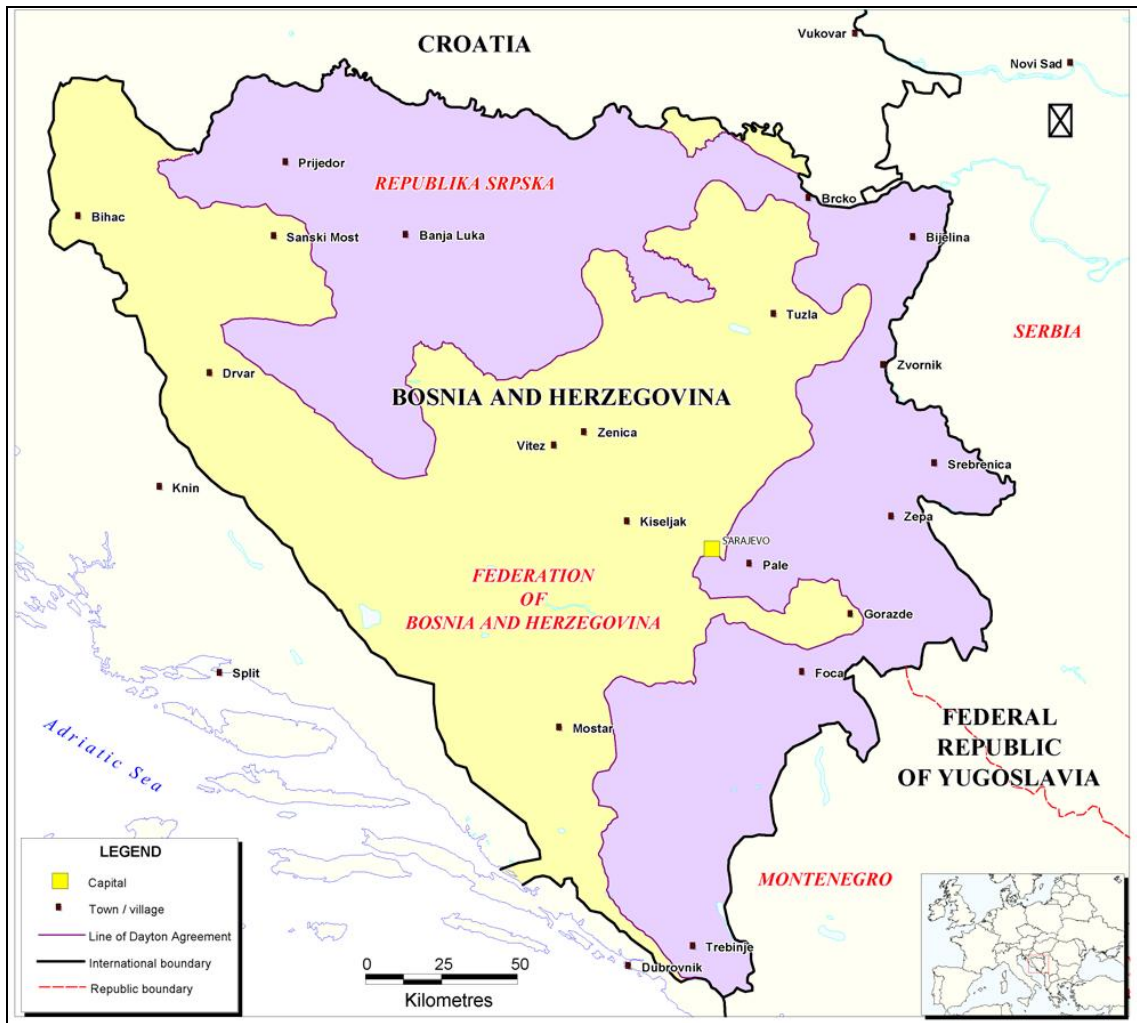 CROATIA
Vukovar
Novi Sad
Prijedor
REPUBLIKA SRPSKA
Brcko
Bihac
Sanski Most
Banja Luka
Bijelina
Tuzla
SERBIA
Zvornik
Drvar
BOSNIA AND HERZEGOVINA
Zenica
Vitez
Srebrenica
Knin
Zepa
Kiseljak
SARAJEVO
Pale
FEDERATION
OF
BOSNIA AND HERZEGOVINA
Gorazde
Split
Foca
Mostar
FEDERAL
REPUBLIC
OF YUGOSLAVIA
Adriatic Sea
MONTENEGRO
Trebinje
Dubrovnik
LEGEND
Capital
Town / village
Line of Dayton Agreement
International boundary
Republic boundary
0 25 50
Kilometres